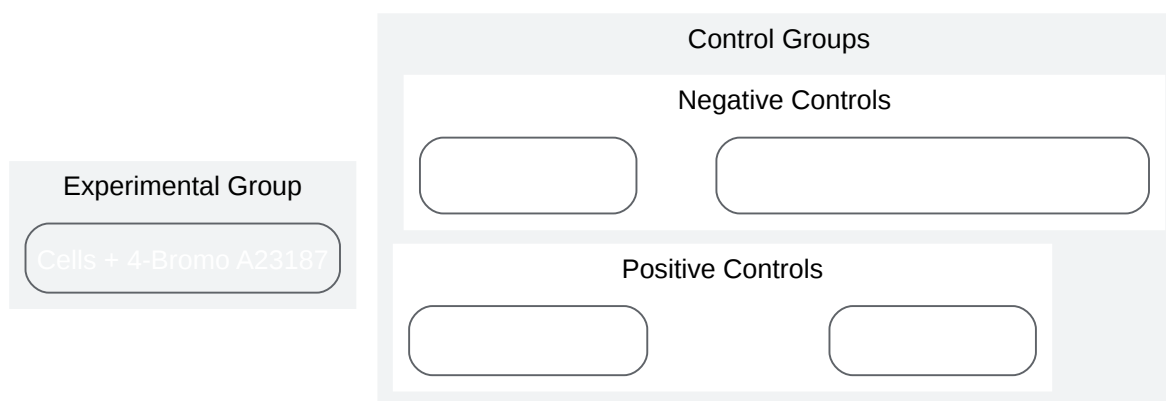 Control Groups
Negative Controls
Experimental Group
Cells + 4-Bromo A23187
Positive Controls